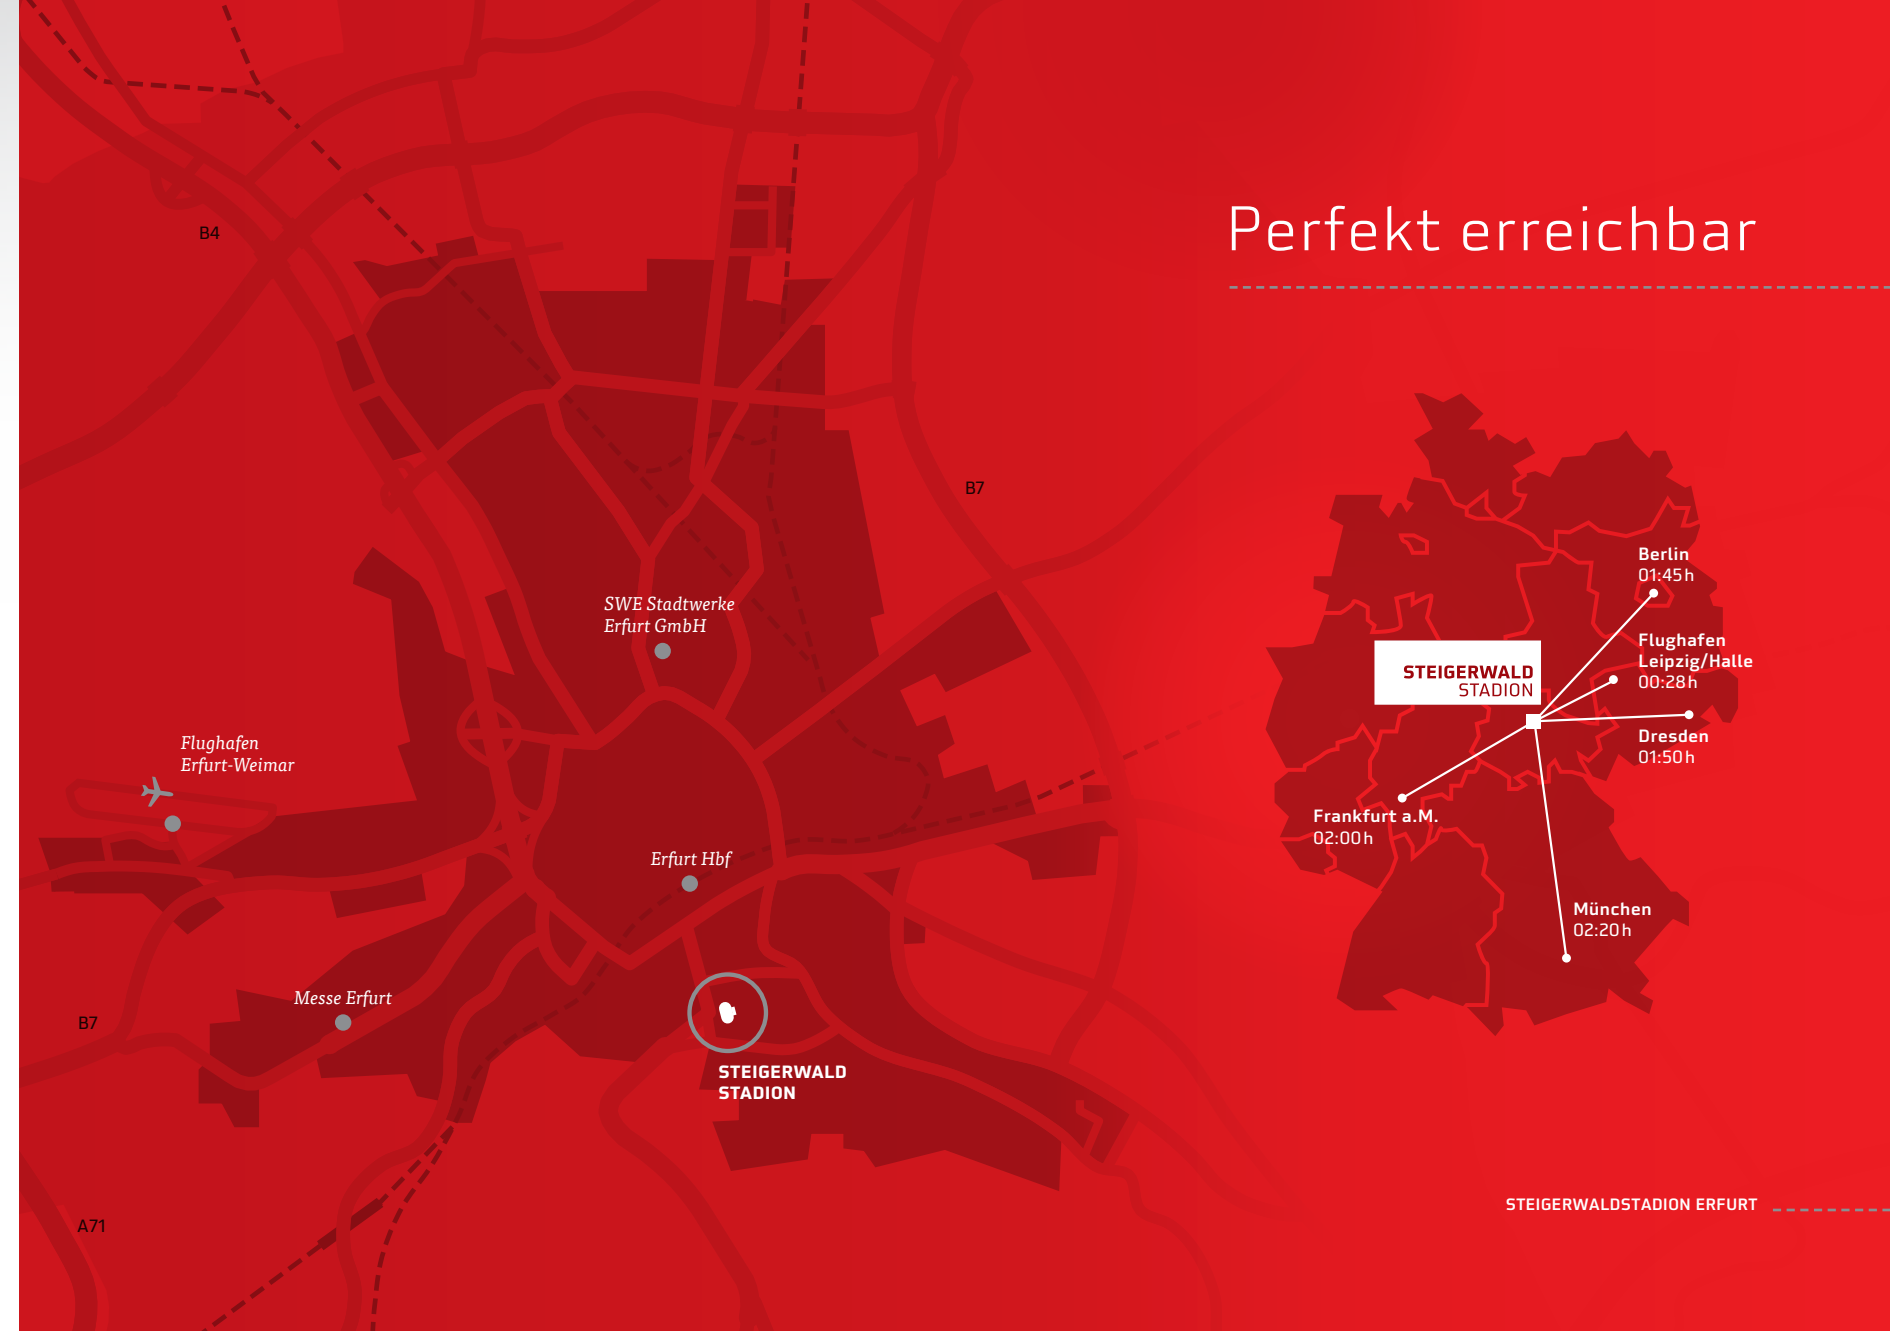 Perfekt erreichbar
B4
B7
SWE Stadtwerke
Erfurt GmbH
Flughafen
Erfurt-Weimar
Erfurt Hbf
Messe Erfurt
B7
STEIGERWALD
STADION
A71
Berlin
01:45h
Flughafen
Leipzig/Halle
00:28h
STEIGERWALD
STADION
Dresden
01:50h
Frankfurt a.M.
02:00h
München
02:20h
STEIGERWALDSTADION ERFURT